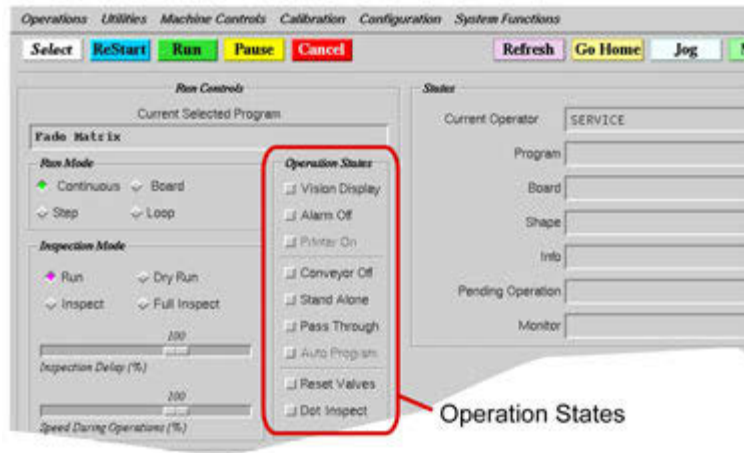 Operations Utilities Machine Controls Calibration Configuration System Functions
Select ReStart Run Pause Cancel Refresh Go Home Jog
Run Controls
Current Selected Program
Fado Matrix
Run Mode
Continuous Board
Step Loop
Inspection Mode
Run Dry Run
Inspect Full Inspect
100
Inspection Delay (%)
100
Speed During Operations (%)
Operation States
Vision Display
Alarm Off
Printer On
Conveyor Off
Stand Alone
Pass Through
Auto Program
Reset Valves
Dot Inspect
Operation States
States
Current Operator SERVICE
Program
Board
Shape
Info
Pending Operation
Monitor